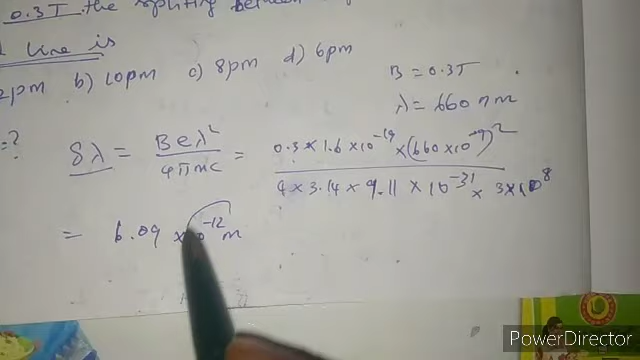 0.3T the spliting between
line is
2pm b) 10pm c) 8pm d) 6pm
B = 0.3T
λ = 660 nm
=? δλ = Beλ² / 4πmc = 0.3 × 1.6 × 10⁻¹⁹ × (660 × 10⁻⁹)² / 4 × 3.14 × 9.11 × 10⁻³¹ × 3 × 10⁸
= 6.09 × 10⁻¹² m
PowerDirector